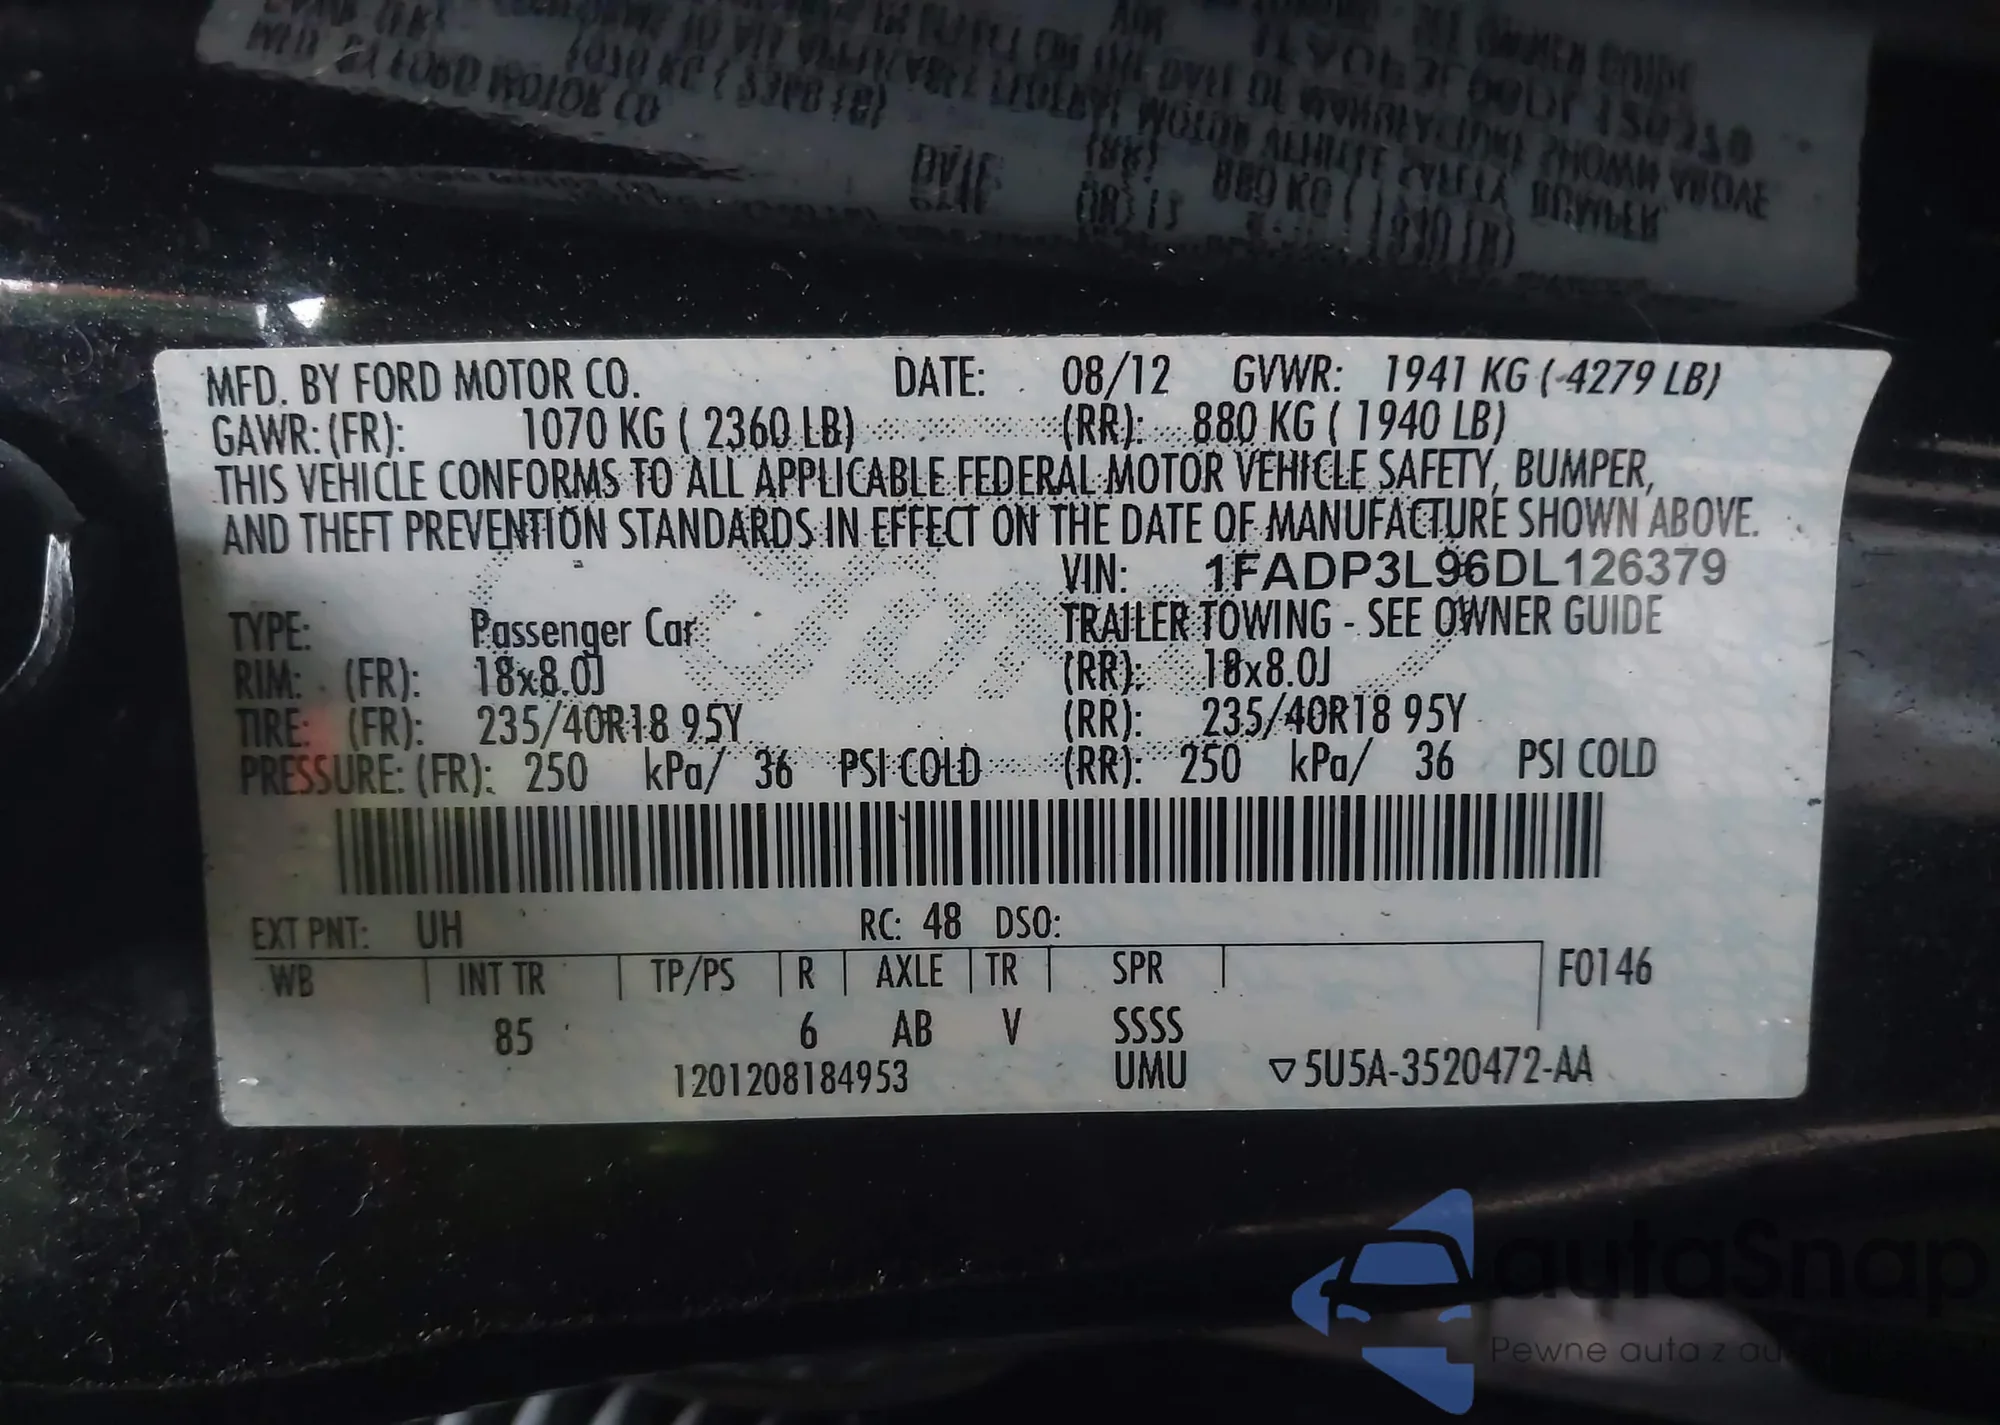 MFD. BY FORD MOTOR CO. DATE: 08/12 GVWR: 1941 KG ( 4279 LB)
GAWR: (FR): 1070 KG ( 2360 LB) (RR): 880 KG ( 1940 LB)
THIS VEHICLE CONFORMS TO ALL APPLICABLE FEDERAL MOTOR VEHICLE SAFETY, BUMPER,
AND THEFT PREVENTION STANDARDS IN EFFECT ON THE DATE OF MANUFACTURE SHOWN ABOVE.
VIN: 1FADP3L96DL126379
TYPE: Passenger Car TRAILER TOWING - SEE OWNER GUIDE
RIM: (FR): 18x8.0J (RR): 18x8.0J
TIRE: (FR): 235/40R18 95Y (RR): 235/40R18 95Y
PRESSURE: (FR): 250 kPa/ 36 PSI COLD (RR): 250 kPa/ 36 PSI COLD
EXT PNT: UH RC: 48 DSO:
WB INT TR TP/PS R AXLE TR SPR F0146
85 6 AB V SSSS
1201208184953 UMU ▽5U5A-3520472-AA
autoSnap
Pewne auta z